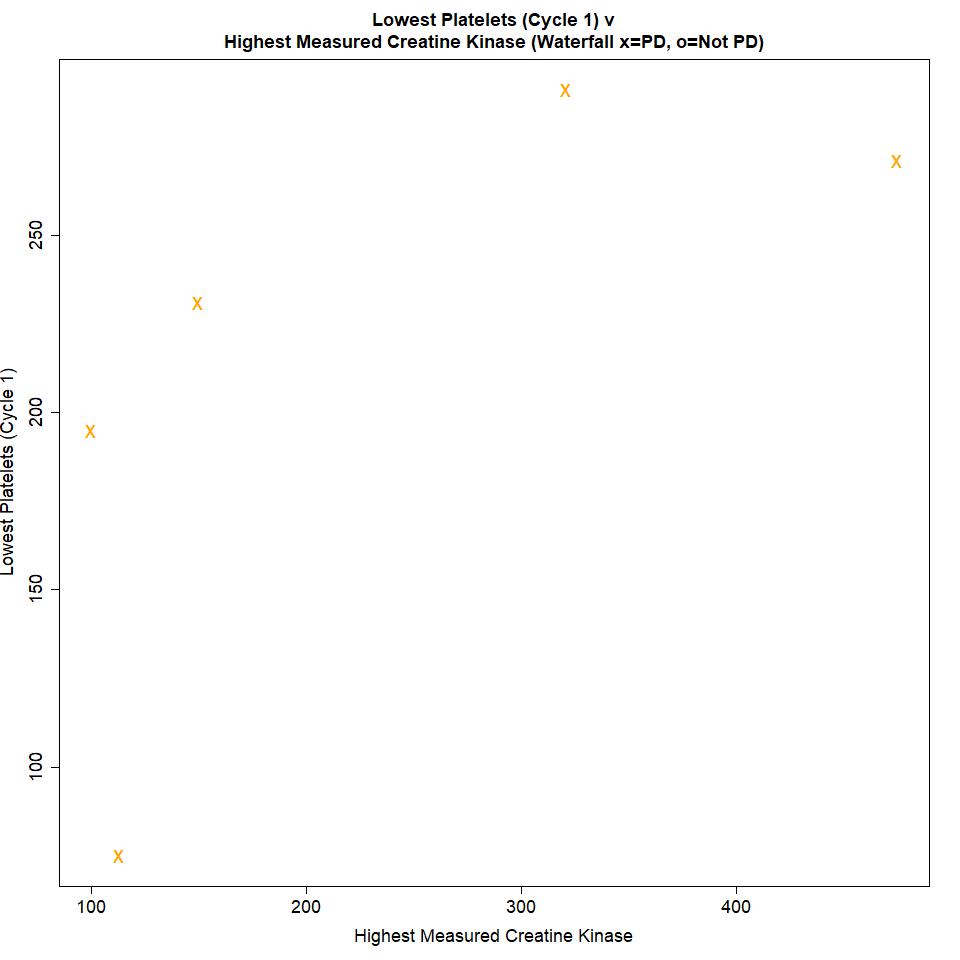 Lowest Platelets (Cycle 1) v
Highest Measured Creatine Kinase (Waterfall x=PD, o=Not PD)
X
X
250
X
200
X
Lowest Platelets (Cycle 1)
150
100
X
100 200 300 400
Highest Measured Creatine Kinase